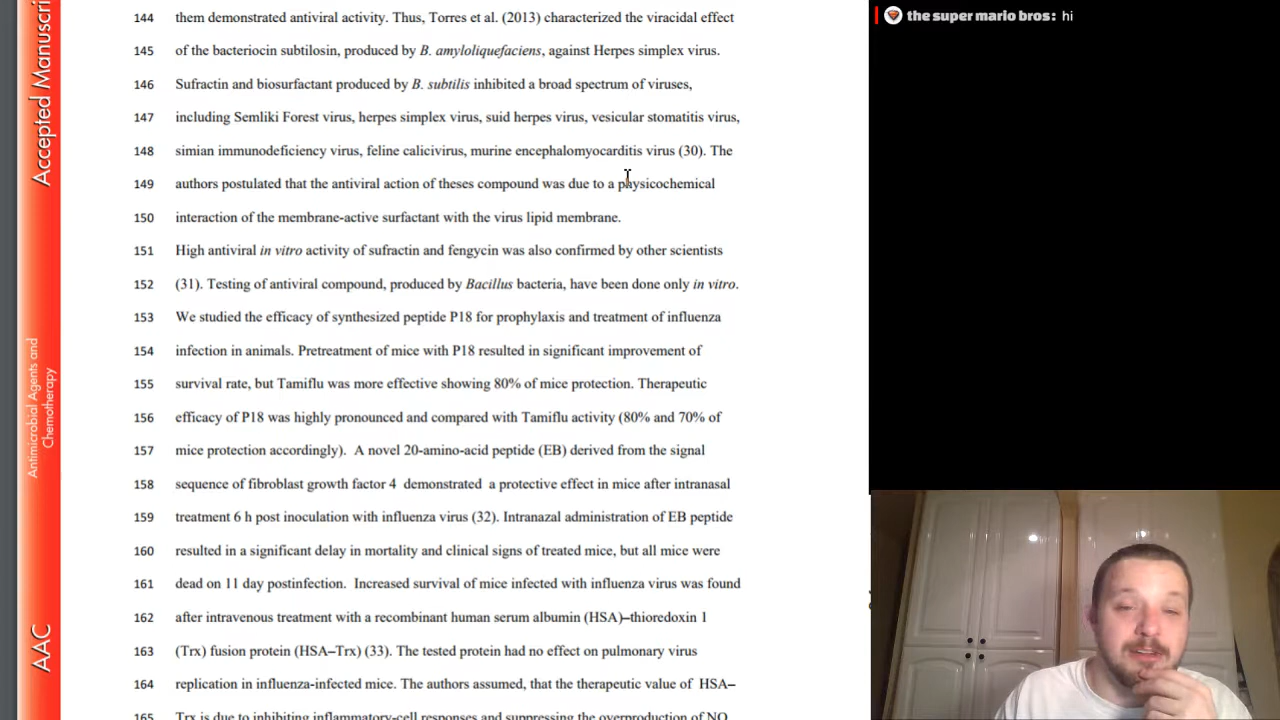 144 them demonstrated antiviral activity. Thus, Torres et al. (2013) characterized the viracidal effect
145 of the bacteriocin subtilosin, produced by B. amyloliquefaciens, against Herpes simplex virus.
146 Sufractin and biosurfactant produced by B. subtilis inhibited a broad spectrum of viruses,
147 including Semliki Forest virus, herpes simplex virus, suid herpes virus, vesicular stomatitis virus,
148 simian immunodeficiency virus, feline calicivirus, murine encephalomyocarditis virus (30). The
149 authors postulated that the antiviral action of theses compound was due to a physicochemical
150 interaction of the membrane-active surfactant with the virus lipid membrane.
151 High antiviral in vitro activity of sufractin and fengycin was also confirmed by other scientists
152 (31). Testing of antiviral compound, produced by Bacillus bacteria, have been done only in vitro.
153 We studied the efficacy of synthesized peptide P18 for prophylaxis and treatment of influenza
154 infection in animals. Pretreatment of mice with P18 resulted in significant improvement of
155 survival rate, but Tamiflu was more effective showing 80% of mice protection. Therapeutic
156 efficacy of P18 was highly pronounced and compared with Tamiflu activity (80% and 70% of
157 mice protection accordingly). A novel 20-amino-acid peptide (EB) derived from the signal
158 sequence of fibroblast growth factor 4 demonstrated a protective effect in mice after intranasal
159 treatment 6 h post inoculation with influenza virus (32). Intranazal administration of EB peptide
160 resulted in a significant delay in mortality and clinical signs of treated mice, but all mice were
161 dead on 11 day postinfection. Increased survival of mice infected with influenza virus was found
162 after intravenous treatment with a recombinant human serum albumin (HSA)–thioredoxin 1
163 (Trx) fusion protein (HSA–Trx) (33). The tested protein had no effect on pulmonary virus
164 replication in influenza-infected mice. The authors assumed, that the therapeutic value of HSA–
165 Trx is due to inhibiting inflammatory-cell responses and suppressing the overproduction of NO
Accepted Manuscri
Antimicrobial Agents and
Chemotherapy
AAC
the super mario bros: hi